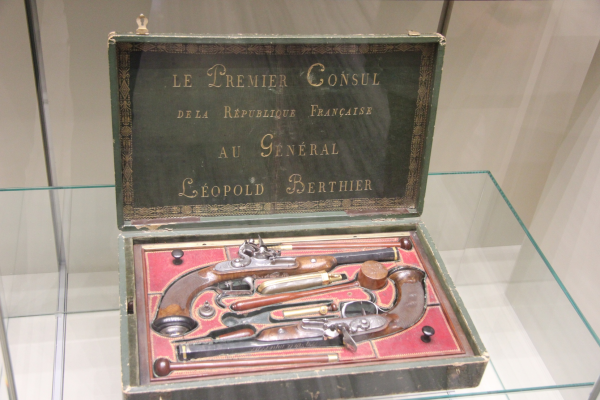 LE PREMIER CONSUL
DE LA RÉPUBLIQUE FRANÇAISE
AU GÉNÉRAL
LÉOPOLD BERTHIER